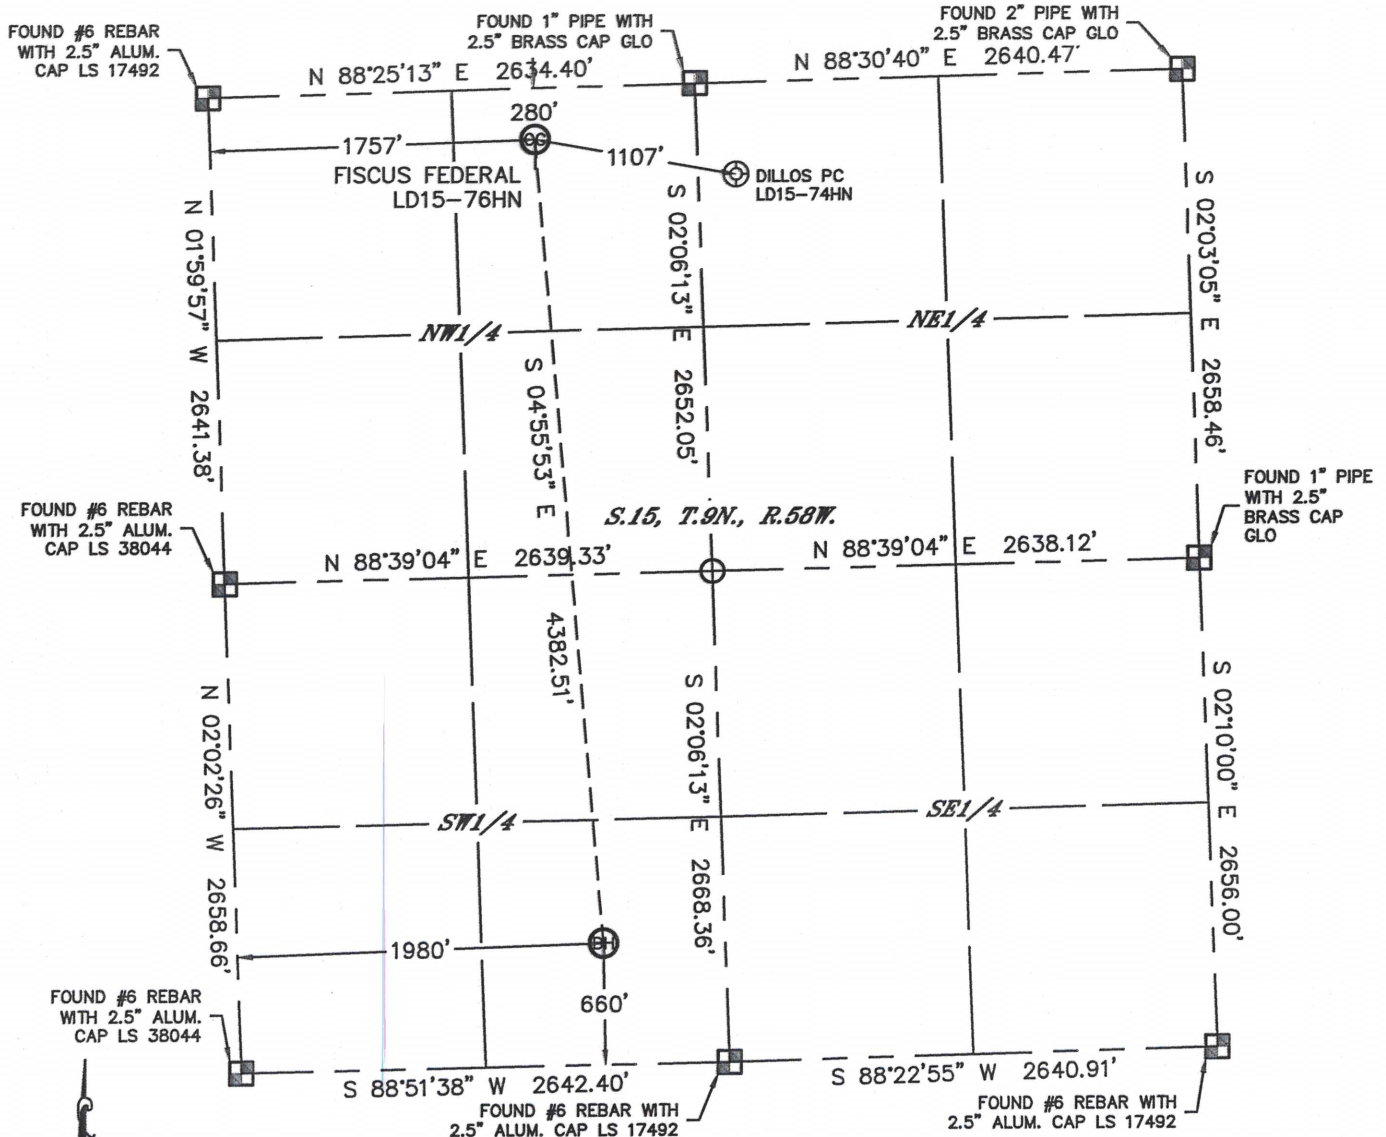 FOUND #6 REBAR
WITH 2.5" ALUM.
CAP LS 17492
FOUND 1" PIPE WITH
2.5" BRASS CAP GLO
FOUND 2" PIPE WITH
2.5" BRASS CAP GLO
N 88°25'13" E 2634.40'
N 88°30'40" E 2640.47'
280'
OG
1757'
1107'
FISCUS FEDERAL
LD15-76HN
DILLOS PC
LD15-74HN
N 01°59'57" W 2641.38'
S 02°06'13" E 2652.05'
S 02°03'05" E 2658.46'
NW1/4
NE1/4
S 04°55'53" E 4382.51'
FOUND 1" PIPE
WITH 2.5"
BRASS CAP
GLO
FOUND #6 REBAR
WITH 2.5" ALUM.
CAP LS 38044
S.15, T.9N., R.58W.
N 88°39'04" E 2639.33'
N 88°39'04" E 2638.12'
N 02°02'26" W 2658.66'
S 02°06'13" E 2668.36'
S 02°10'00" E 2656.00'
SW1/4
SE1/4
BH
1980'
660'
FOUND #6 REBAR
WITH 2.5" ALUM.
CAP LS 38044
S 88°51'38" W 2642.40'
S 88°22'55" W 2640.91'
FOUND #6 REBAR WITH
2.5" ALUM. CAP LS 17492
FOUND #6 REBAR WITH
2.5" ALUM. CAP LS 17492